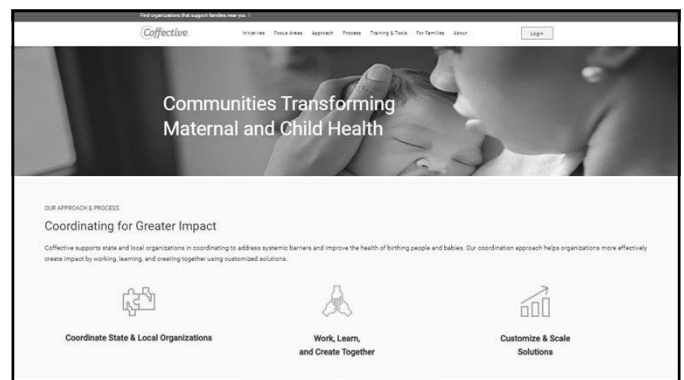 Find organizations that support families near you
Coffective
Initiatives Focus Areas Approach Process Training & Tools For Families About Login
Communities Transforming
Maternal and Child Health
OUR APPROACH & PROCESS
Coordinating for Greater Impact
Coffective supports state and local organizations in coordinating to address systemic barriers and improve the health of birthing people and babies. Our coordination approach helps organizations more effectively
create impact by working, learning, and creating together using customized solutions.
Coordinate State & Local Organizations
Work, Learn,
and Create Together
Customize & Scale
Solutions